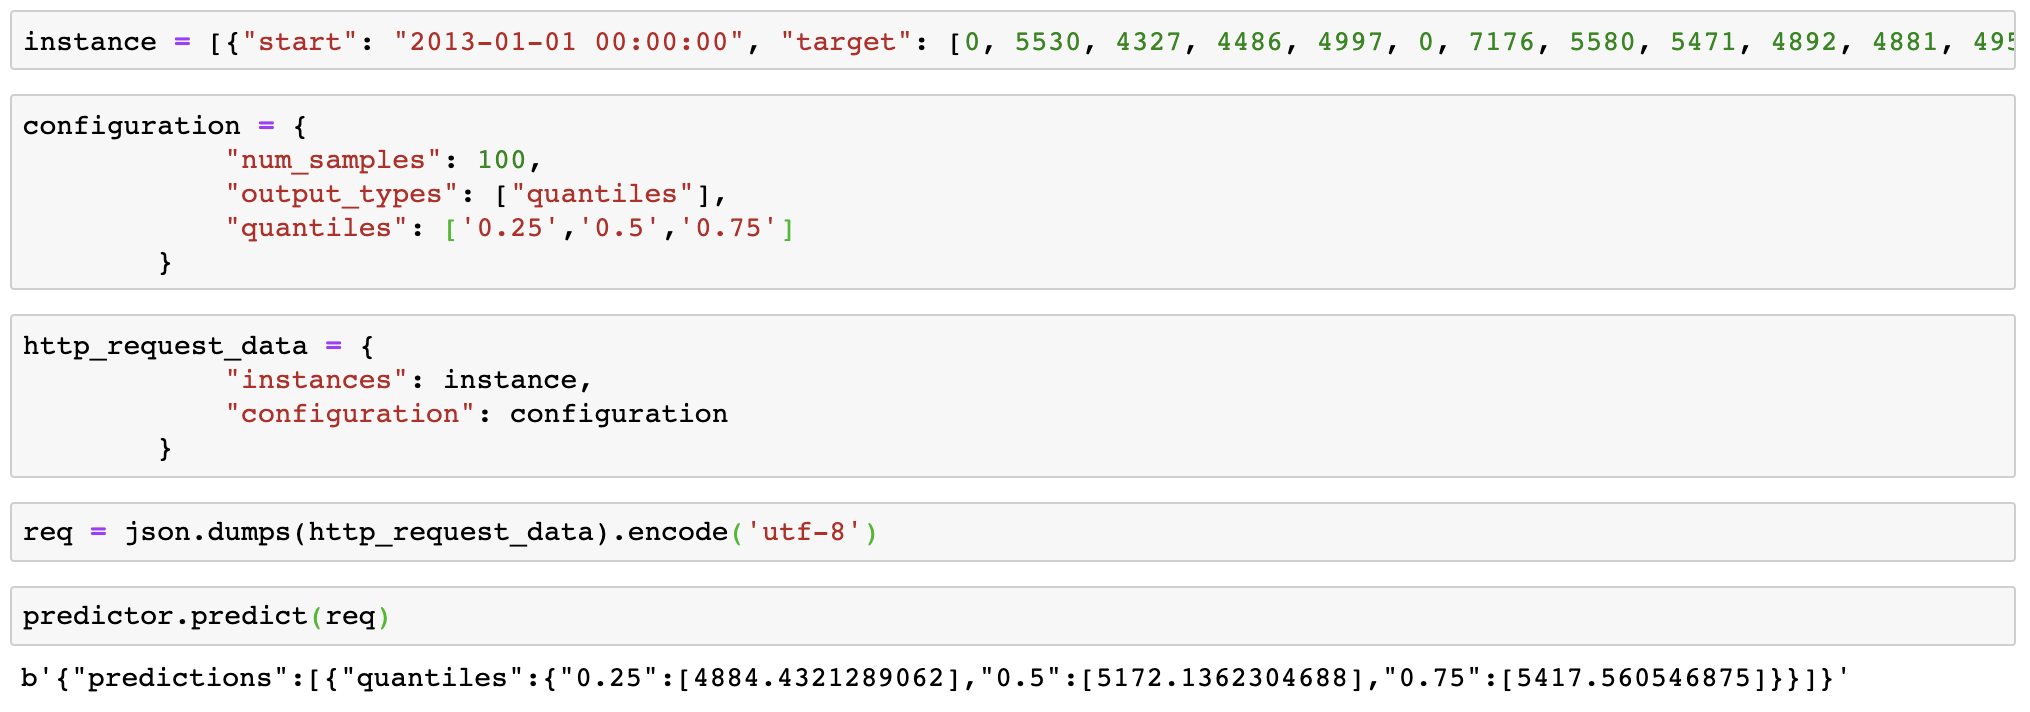 instance = [{"start": "2013-01-01 00:00:00", "target": [0, 5530, 4327, 4486, 4997, 0, 7176, 5580, 5471, 4892, 4881, 495
configuration = {
"num_samples": 100,
"output_types": ["quantiles"],
"quantiles": ['0.25','0.5','0.75']
}
http_request_data = {
"instances": instance,
"configuration": configuration
}
req = json.dumps(http_request_data).encode('utf-8')
predictor.predict(req)
b'{"predictions":[{"quantiles":{"0.25":[4884.4321289062],"0.5":[5172.1362304688],"0.75":[5417.560546875]}}]}'